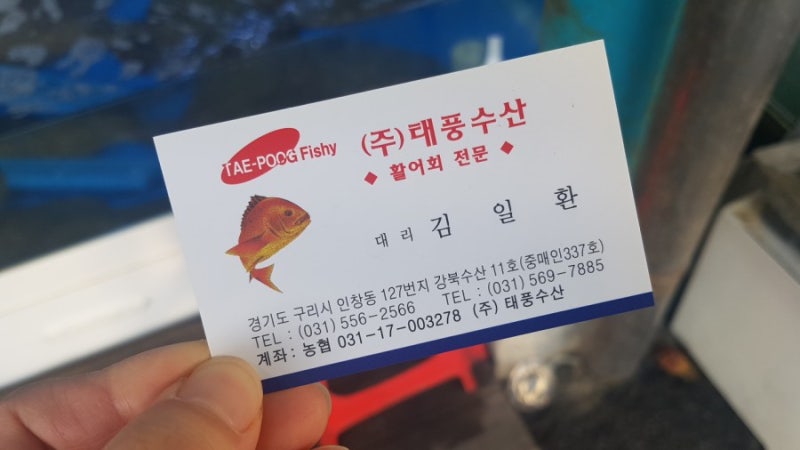 TAE-POOG Fishy
(주)태풍수산
◆ 활어회 전문 ◆
대리 김 일 환
경기도 구리시 인창동 127번지 강북수산 11호(중매인337호)
TEL : (031) 556-2566 TEL : (031) 569-7885
계좌 : 농협 031-17-003278 (주) 태풍수산